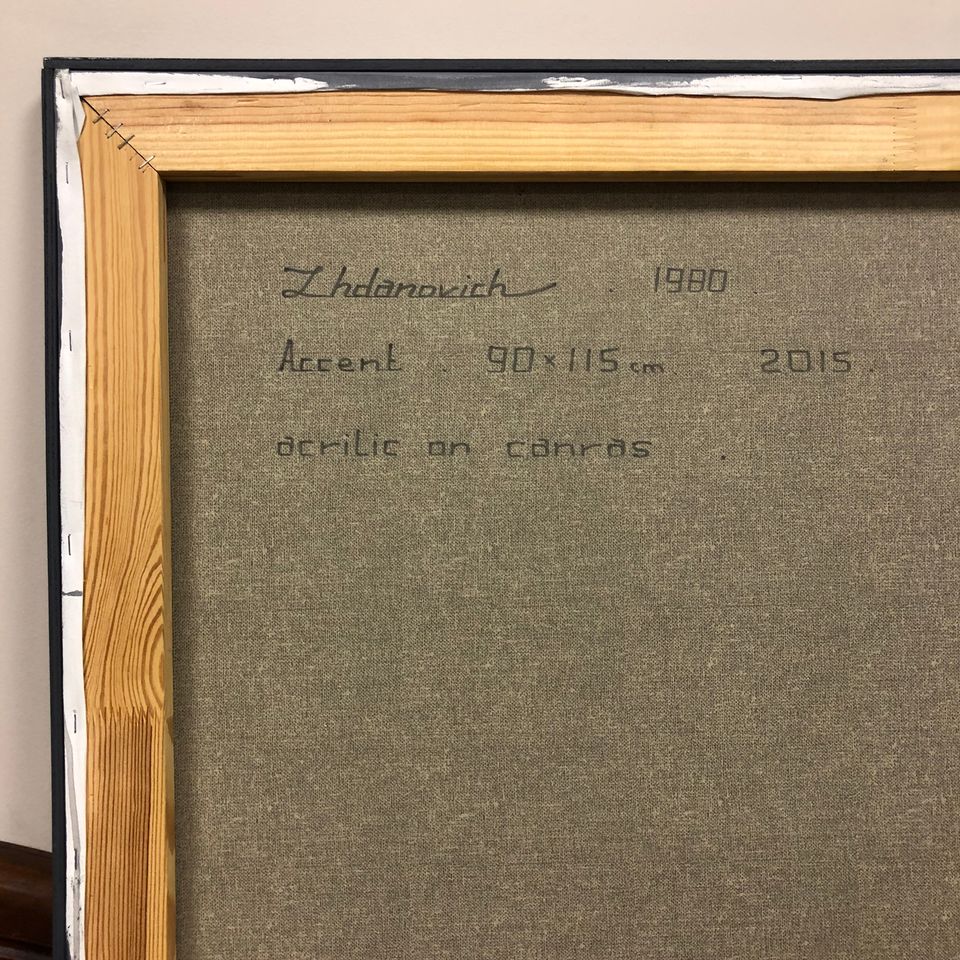 Zhdanovich . 1980 .
Accent . 90×115 cm 2015 .
acrilic on canvas .